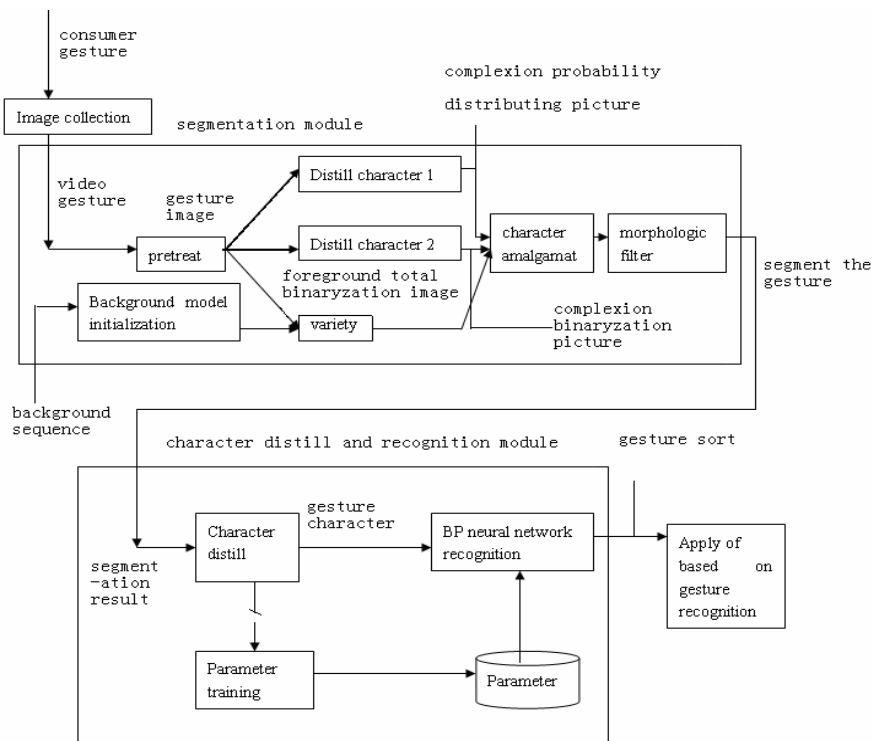 consumer
gesture
Image collection
segmentation module
complexion probability
distributing picture
video
gesture
gesture
image
Distill character 1
pretreat
Distill character 2
character
amalgamat
morphologic
filter
segment the
gesture
foreground total
binaryzation image
Background model
initialization
variety
complexion
binaryzation
picture
background
sequence
character distill and recognition module
gesture sort
segment
-ation
result
Character
distill
gesture
character
BP neural network
recognition
Apply of
based on
gesture
recognition
Parameter
training
Parameter